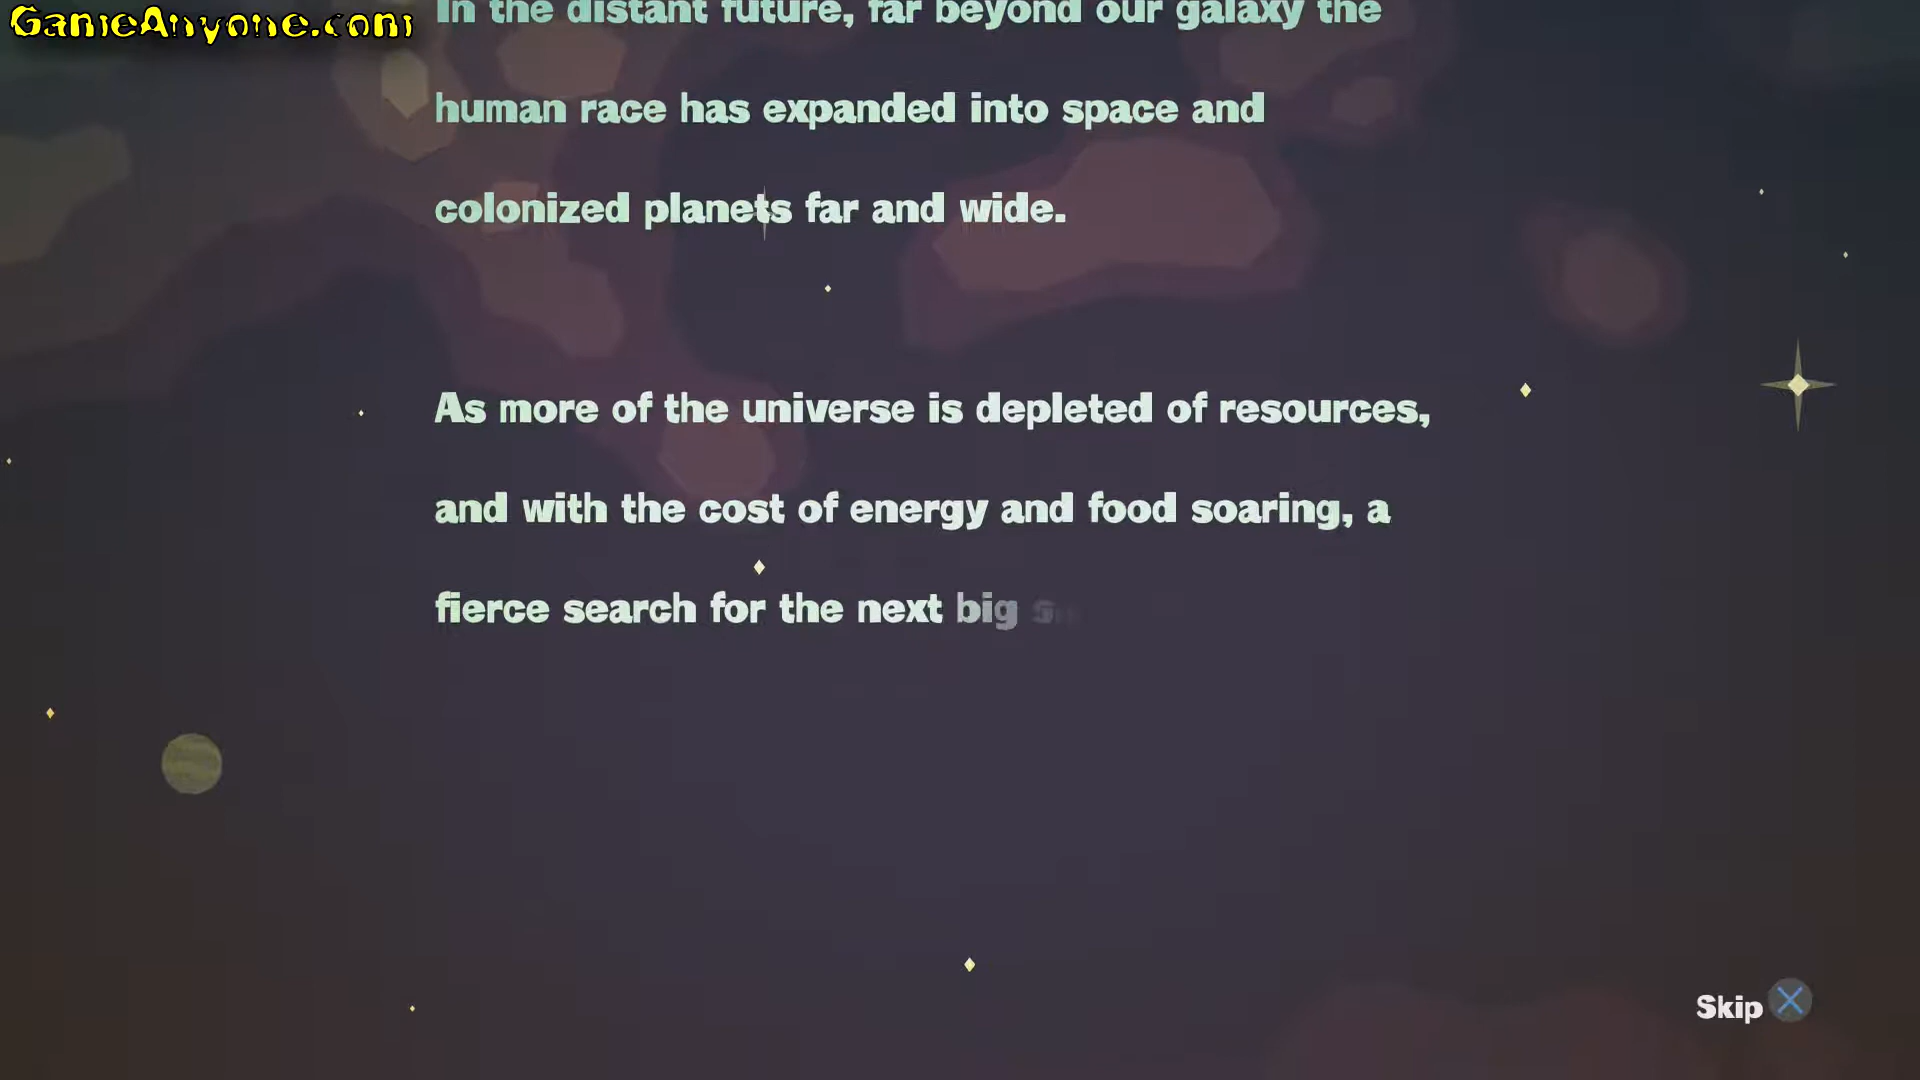 GameAnyone.com
In the distant future, far beyond our galaxy the
human race has expanded into space and
colonized planets far and wide.
As more of the universe is depleted of resources,
and with the cost of energy and food soaring, a
fierce search for the next big
Skip